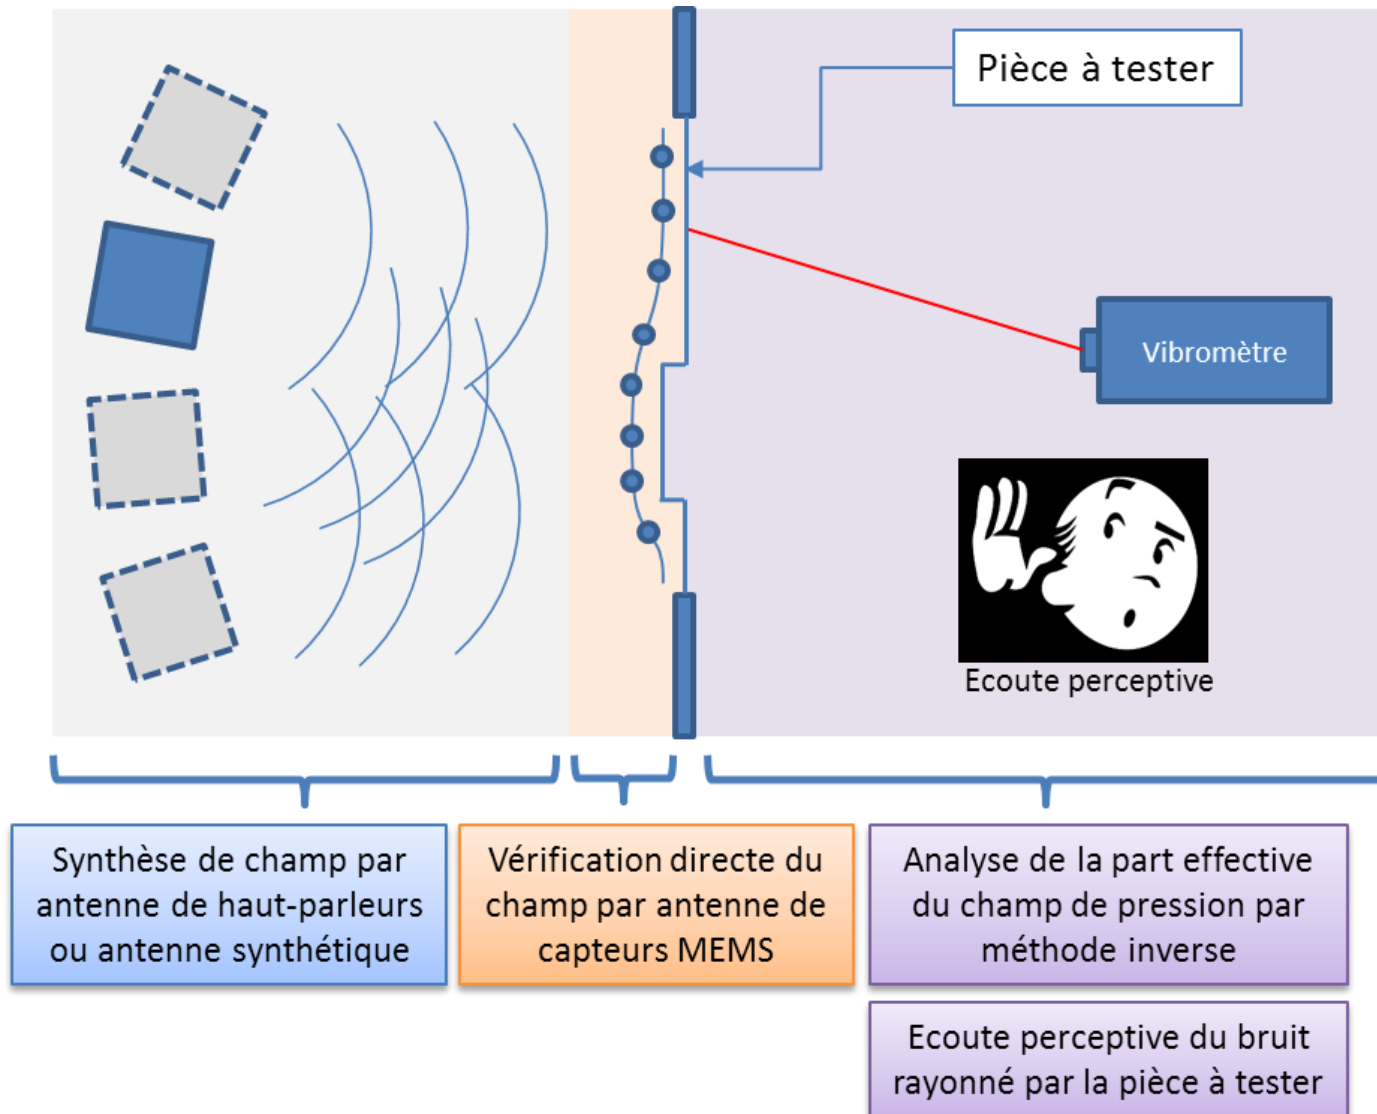 Pièce à tester
Vibromètre
Ecoute perceptive
Synthèse de champ par
antenne de haut-parleurs
ou antenne synthétique
Vérification directe du
champ par antenne de
capteurs MEMS
Analyse de la part effective
du champ de pression par
méthode inverse
Ecoute perceptive du bruit
rayonné par la pièce à tester